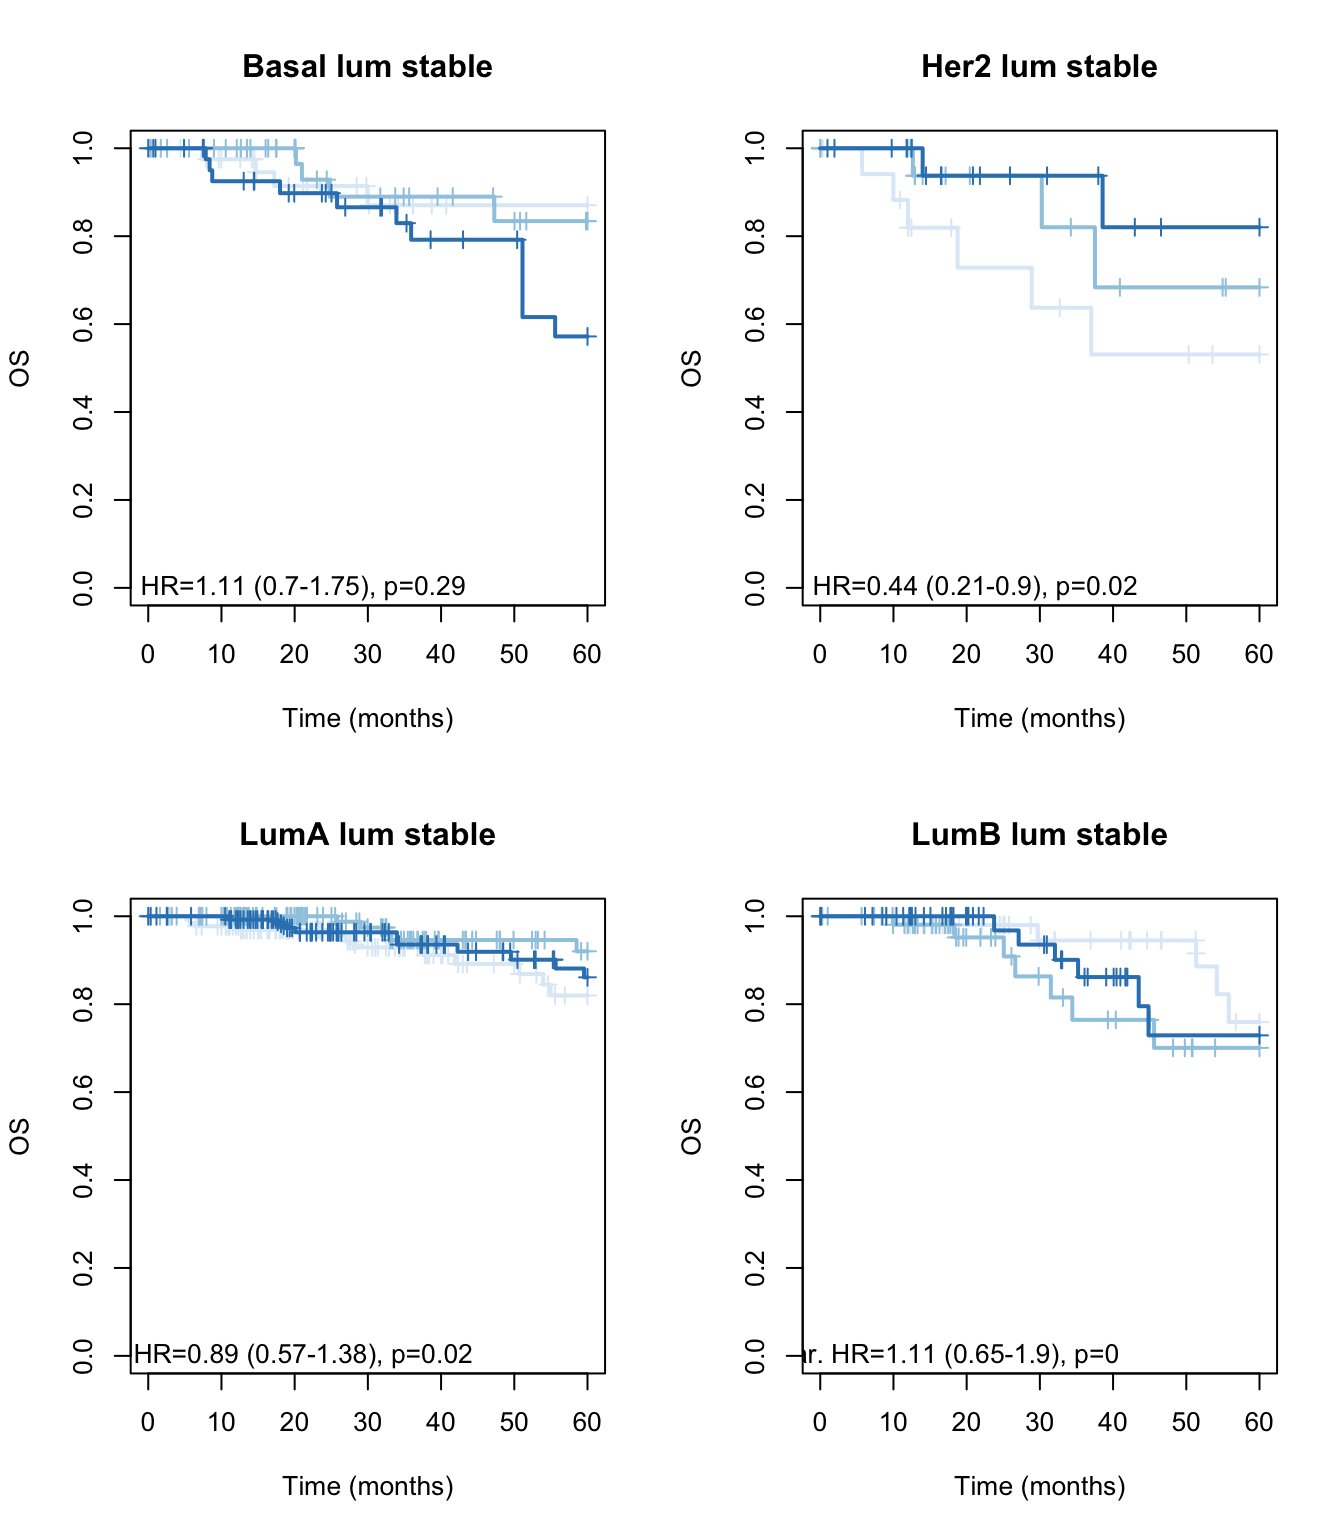 Basal lum stable
OS
1.0
0.8
0.6
0.4
0.2
0.0
HR=1.11 (0.7-1.75), p=0.29
0 10 20 30 40 50 60
Time (months)
Her2 lum stable
OS
1.0
0.8
0.6
0.4
0.2
0.0
HR=0.44 (0.21-0.9), p=0.02
0 10 20 30 40 50 60
Time (months)
LumA lum stable
OS
1.0
0.8
0.6
0.4
0.2
0.0
HR=0.89 (0.57-1.38), p=0.02
0 10 20 30 40 50 60
Time (months)
LumB lum stable
OS
1.0
0.8
0.6
0.4
0.2
0.0
HR=1.11 (0.65-1.9), p=0
0 10 20 30 40 50 60
Time (months)